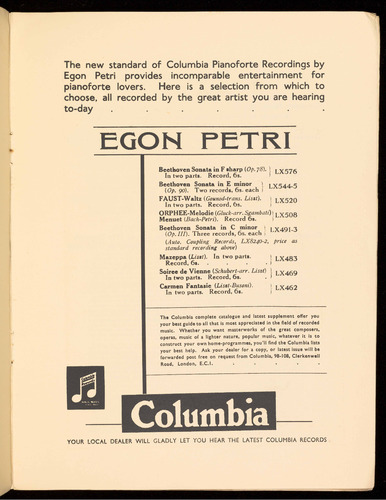 The new standard of Columbia Pianoforte Recordings by
Egon Petri provides incomparable entertainment for
pianoforte lovers. Here is a selection from which to
choose, all recorded by the great artist you are hearing
to-day . . . . . . .
EGON PETRI
Beethoven Sonata in F sharp (Op. 78).
In two parts. Record, 6s. } LX576
Beethoven Sonata in E minor
(Op. 90). Two records, 6s. each } LX544-5
FAUST-Waltz (Gounod-trans. Liszt).
In two parts. Record, 6s. } LX520
ORPHEE-Melodie (Gluck-arr. Sgambati)
Menuet (Bach-Petri). Record 6s. } LX508
Beethoven Sonata in C minor
(Op. III). Three records, 6s. each } LX491-3
(Auto. Coupling Records, LX8240-2, price as
standard recording above)
Mazeppa (Liszt). In two parts.
Record, 6s. . . . } LX483
Soiree de Vienne (Schubert-arr. Liszt)
In two parts. Record, 6s. } LX469
Carmen Fantasie (Liszt-Busoni).
In two parts. Record, 6s. } LX462
The Columbia complete catalogue and latest supplement offer you
your best guide to all that is most appreciated in the field of recorded
music. Whether you want masterworks of the great composers,
operas, music of a lighter nature, popular music, whatever it is to
construct your own home-programmes, you'll find the Columbia lists
your best help. Ask your dealer for a copy, or latest issue will be
forwarded post free on request from Columbia, 98-108, Clerkenwell
Road, London, E.C.1.
Columbia
YOUR LOCAL DEALER WILL GLADLY LET YOU HEAR THE LATEST COLUMBIA RECORDS